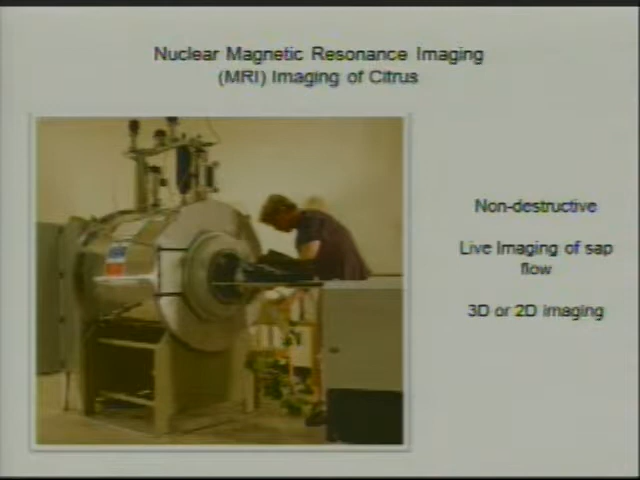 Nuclear Magnetic Resonance Imaging
(MRI) Imaging of Citrus
Non-destructive
Live Imaging of sap
flow
3D or 2D imaging